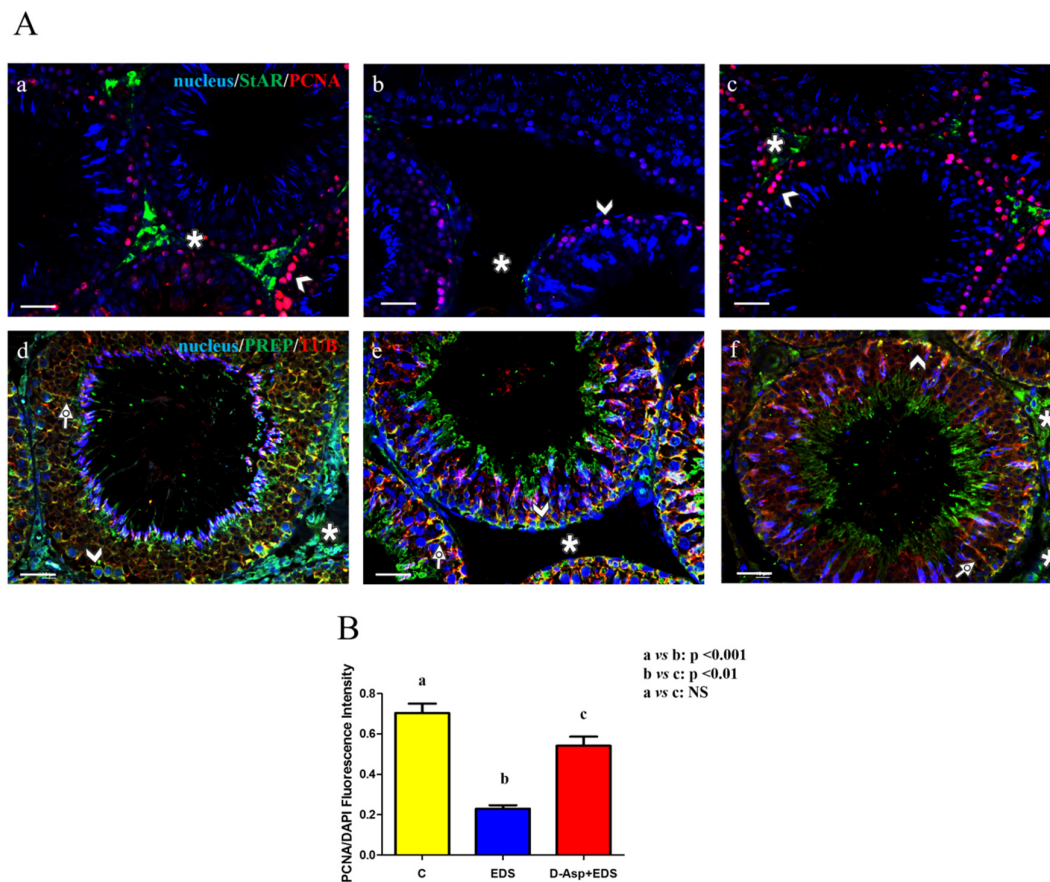 A
a nucleus/StAR/PCNA
b
c
d nucleus/PREP/TUB
e
f
B
a vs b: p <0.001
b vs c: p <0.01
a vs c: NS
PCNA/DAPI Fluorescence Intensity
0.8
0.6
0.4
0.2
0.0
a
b
c
C
EDS
D-Asp+EDS